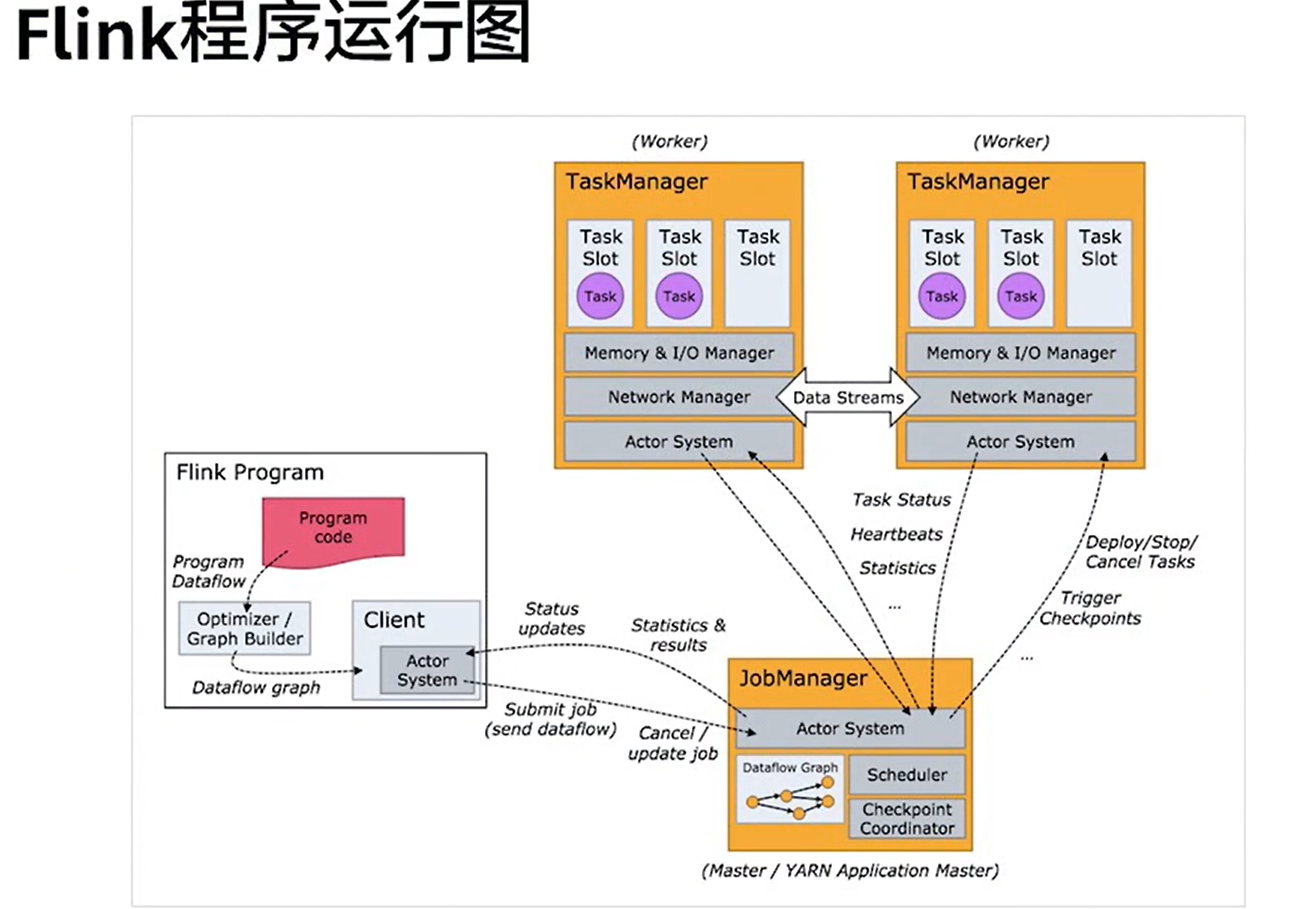 Flink程序运行图
(Worker)
(Worker)
TaskManager
TaskManager
Task
Slot
Task
Slot
Task
Slot
Task
Slot
Task
Slot
Task
Slot
Task
Task
Task
Task
Memory & I/O Manager
Memory & I/O Manager
Network Manager
Data Streams
Network Manager
Actor System
Actor System
Flink Program
Program
code
Program
Dataflow
Optimizer /
Graph Builder
Client
Actor
System
Dataflow graph
Status
updates
Statistics &
results
Submit job
(send dataflow)
Cancel /
update job
Task Status
Heartbeats
Statistics
...
Deploy/Stop/
Cancel Tasks
Trigger
Checkpoints
...
JobManager
Actor System
Dataflow Graph
Scheduler
Checkpoint
Coordinator
(Master / YARN Application Master)